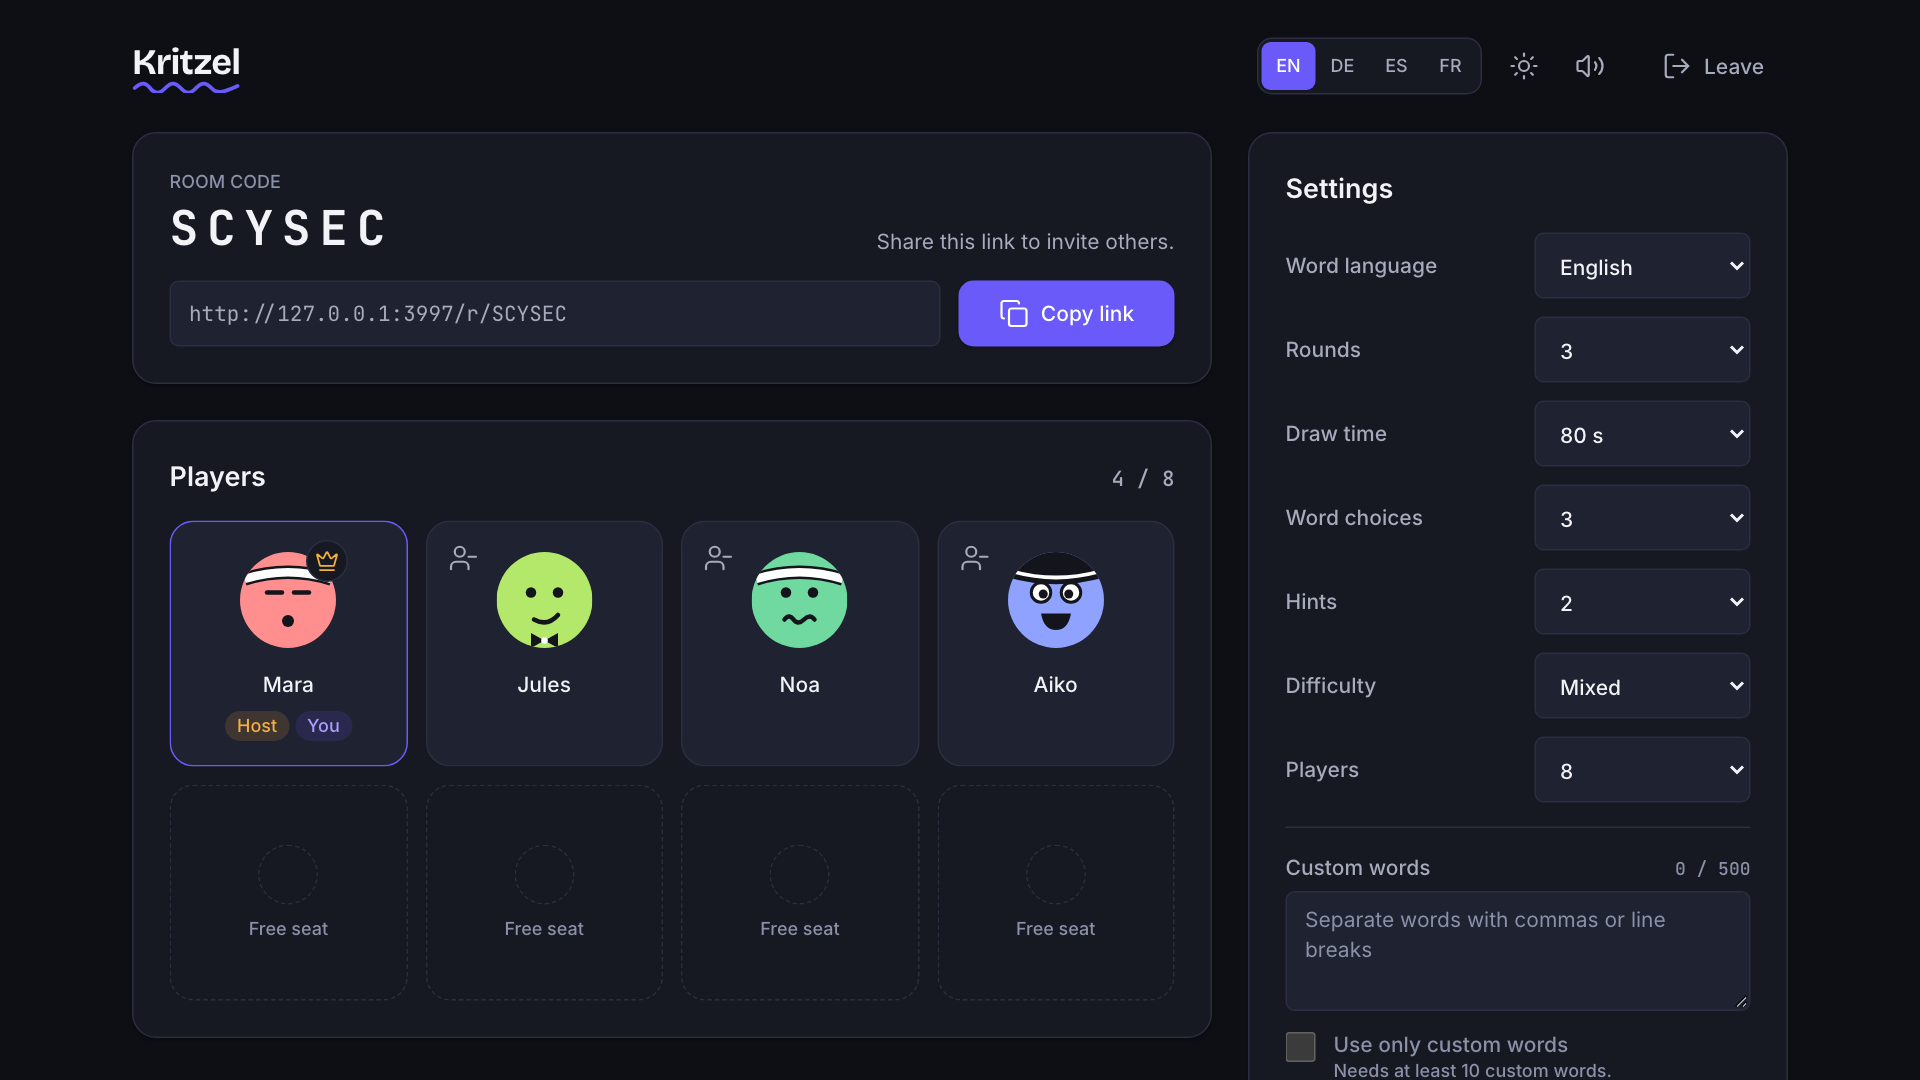 Kritzel
EN DE ES FR
Leave
ROOM CODE
SCYSEC
Share this link to invite others.
http://127.0.0.1:3997/r/SCYSEC
Copy link
Players
4 / 8
Mara
Host You
Jules
Noa
Aiko
Free seat
Free seat
Free seat
Free seat
Settings
Word language
English
Rounds
3
Draw time
80 s
Word choices
3
Hints
2
Difficulty
Mixed
Players
8
Custom words
0 / 500
Separate words with commas or line
breaks
Use only custom words
Needs at least 10 custom words.